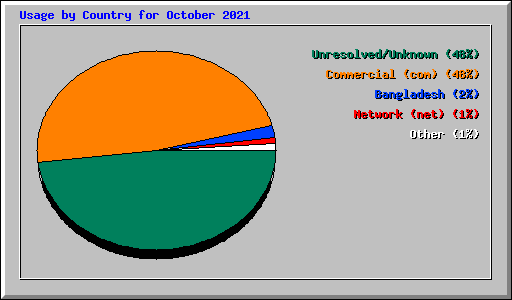 Usage by Country for October 2021
Unresolved/Unknown (48%)
Commercial (com) (48%)
Bangladesh (2%)
Network (net) (1%)
Other (1%)